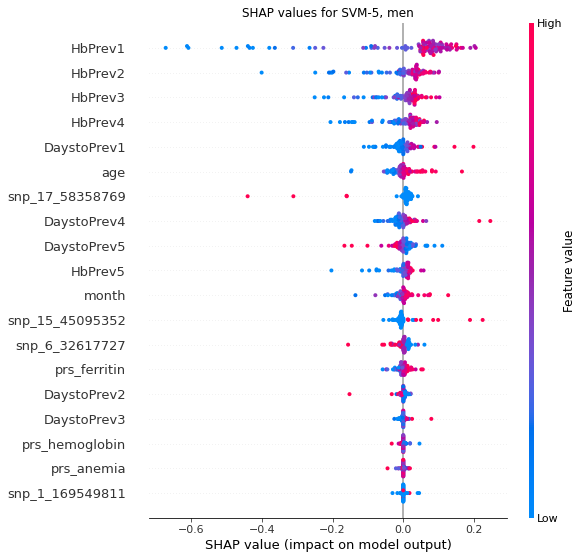 SHAP values for SVM-5, men
High
HbPrev1
HbPrev2
HbPrev3
HbPrev4
DaystoPrev1
age
snp_17_58358769
DaystoPrev4
DaystoPrev5
HbPrev5
month
snp_15_45095352
snp_6_32617727
prs_ferritin
DaystoPrev2
DaystoPrev3
prs_hemoglobin
prs_anemia
snp_1_169549811
Feature value
Low
−0.6 −0.4 −0.2 0.0 0.2
SHAP value (impact on model output)